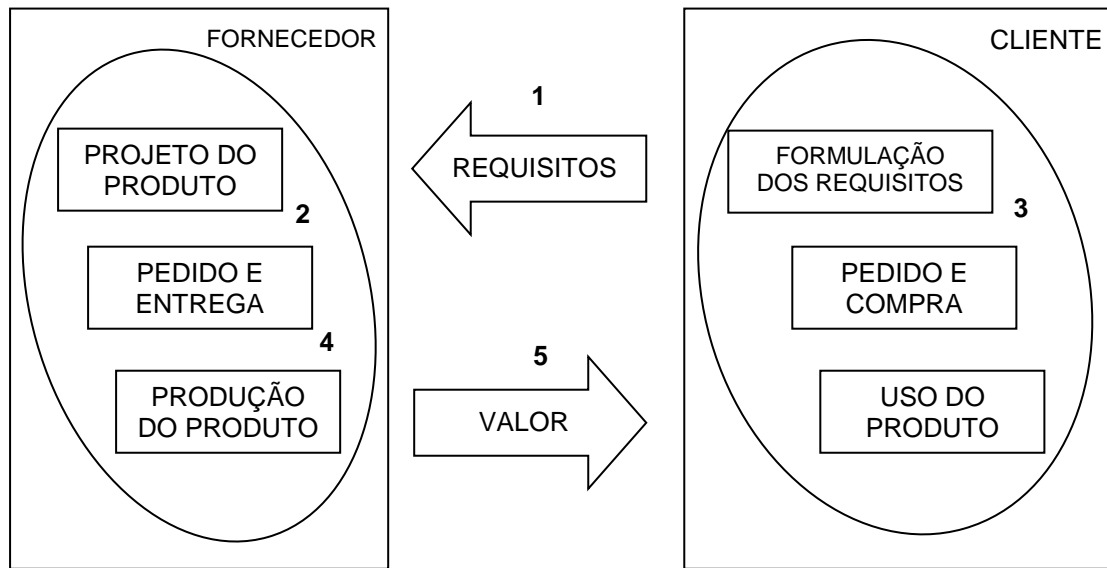 FORNECEDOR
PROJETO DO
PRODUTO
2
PEDIDO E
ENTREGA
4
PRODUÇÃO
DO PRODUTO
1
REQUISITOS
5
VALOR
CLIENTE
FORMULAÇÃO
DOS REQUISITOS
3
PEDIDO E
COMPRA
USO DO
PRODUTO